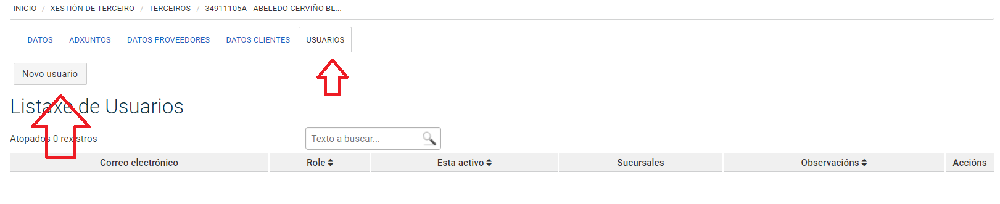 INICIO / XESTIÓN DE TERCEIRO / TERCEIROS / 34911105A - ABELEDO CERVIÑO BL...
DATOS ADXUNTOS DATOS PROVEEDORES DATOS CLIENTES USUARIOS
Novo usuario
Listaxe de Usuarios
Atopados 0 rexistros Texto a buscar...
Correo electrónico Role Esta activo Sucursales Observacións Accións